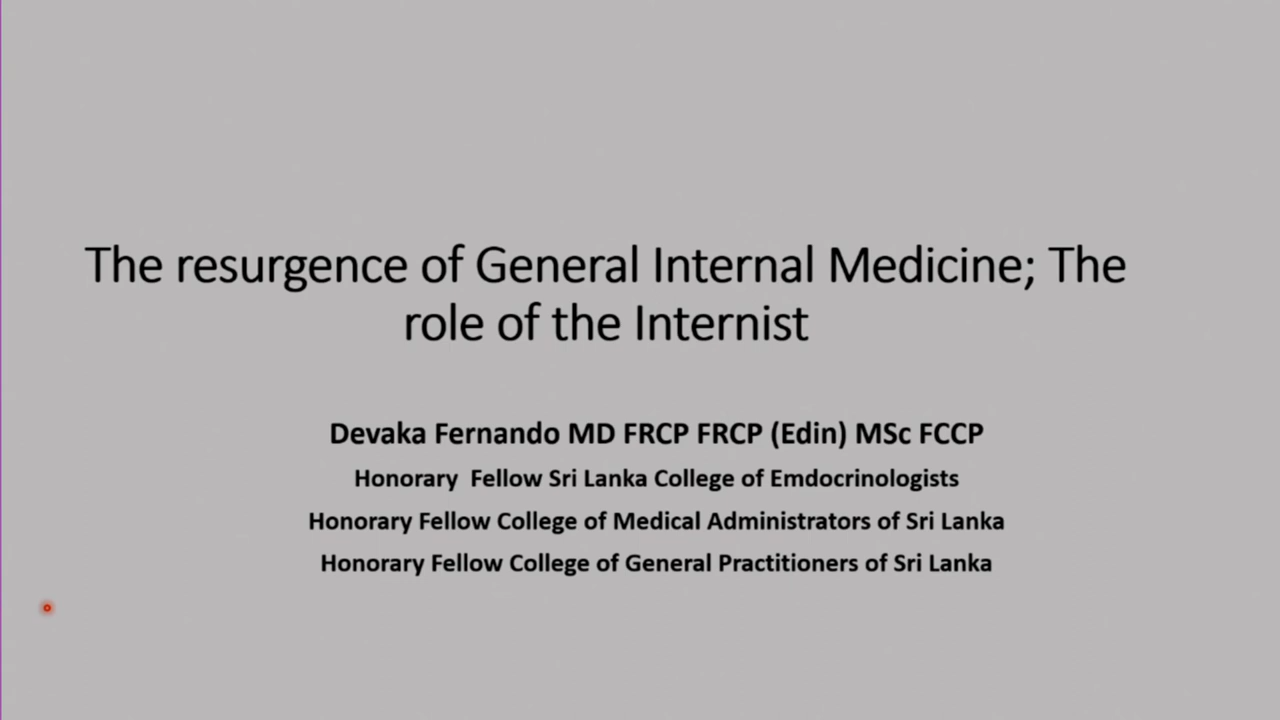 The resurgence of General Internal Medicine; The
role of the Internist
Devaka Fernando MD FRCP FRCP (Edin) MSc FCCP
Honorary  Fellow Sri Lanka College of Emdocrinologists
Honorary Fellow College of Medical Administrators of Sri Lanka
Honorary Fellow College of General Practitioners of Sri Lanka